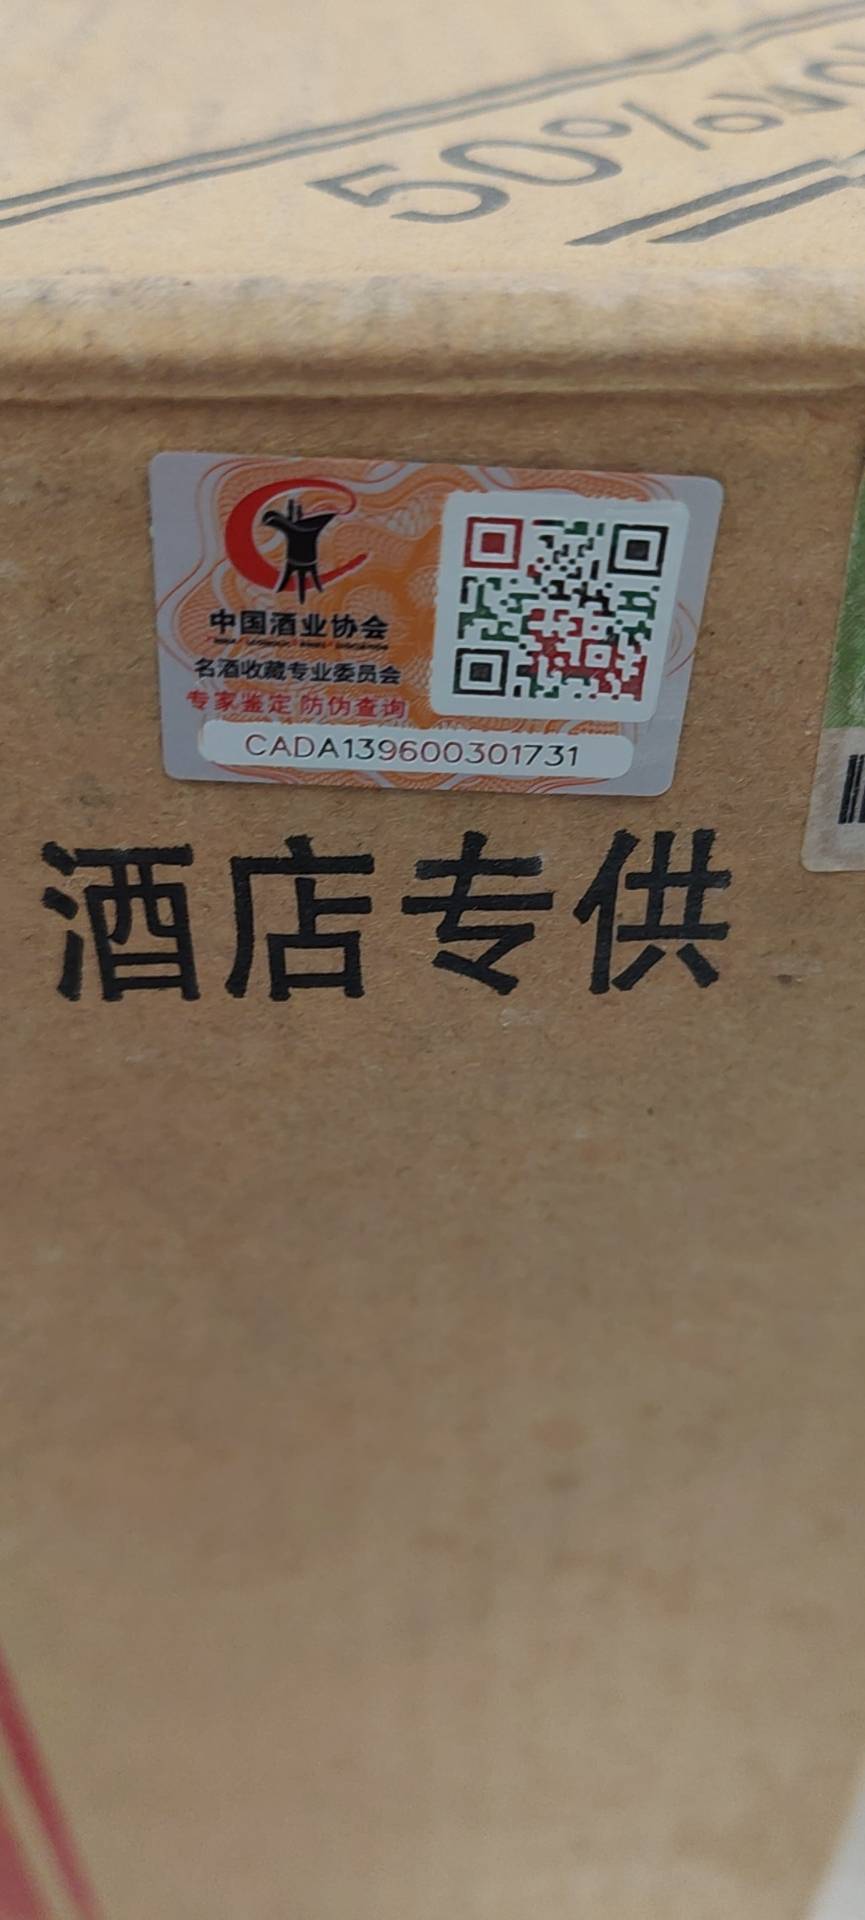 50%vol
中国酒业协会
名酒收藏专业委员会
专家鉴定 防伪查询
CADA139600301731
酒店专供